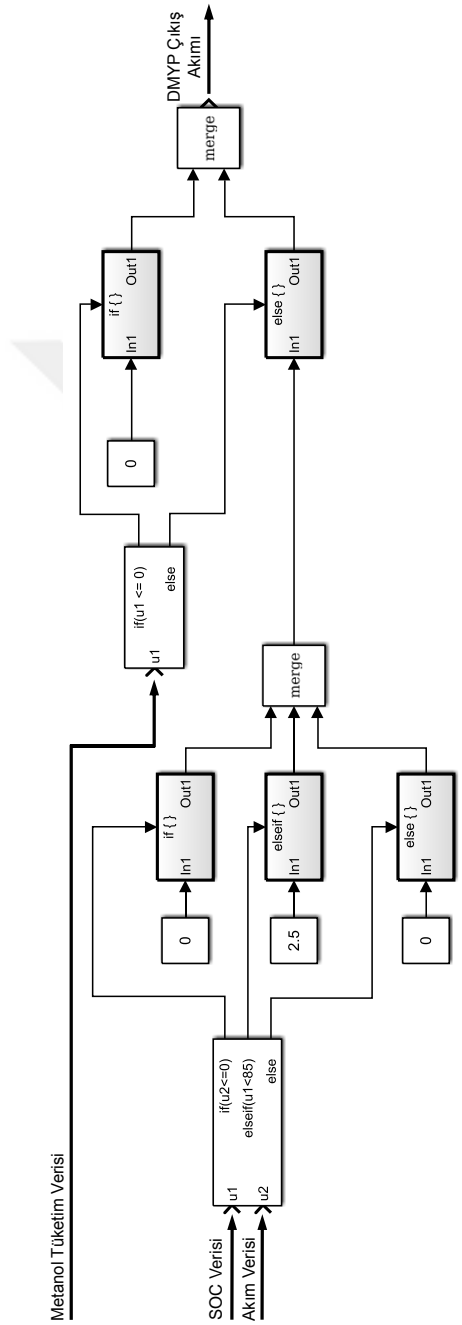 Metanol Tüketim Verisi
SOC Verisi
Akım Verisi
u1
u2
if(u2<=0)
elseif(u1<85)
else
0
In1
if { }
Out1
2.5
In1
elseif { }
Out1
0
In1
else { }
Out1
merge
u1
if(u1 <= 0)
else
0
In1
if { }
Out1
In1
else { }
Out1
merge
DMYP Çıkış
Akımı